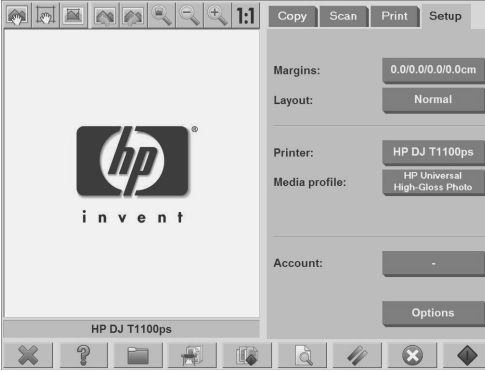 1:1
Copy Scan Print Setup
Margins: 0.0/0.0/0.0/0.0cm
Layout: Normal
Printer: HP DJ T1100ps
Media profile: HP Universal
High-Gloss Photo
Account: -
Options
hp ®
invent
HP DJ T1100ps
?